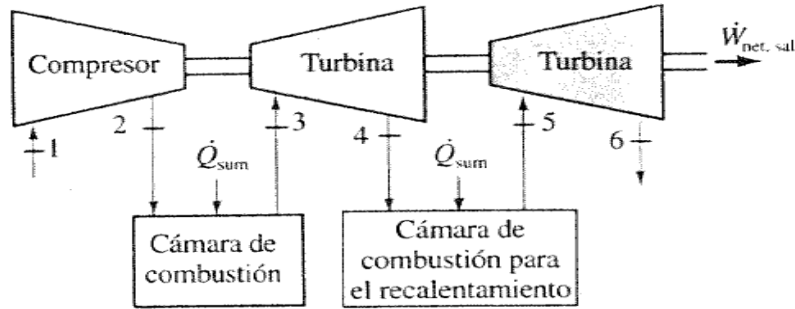 Compresor
Turbina
Turbina
Ẇnet, sal
1
2
Q̇sum
3
4
Q̇sum
5
6
Cámara de
combustión
Cámara de
combustión para
el recalentamiento